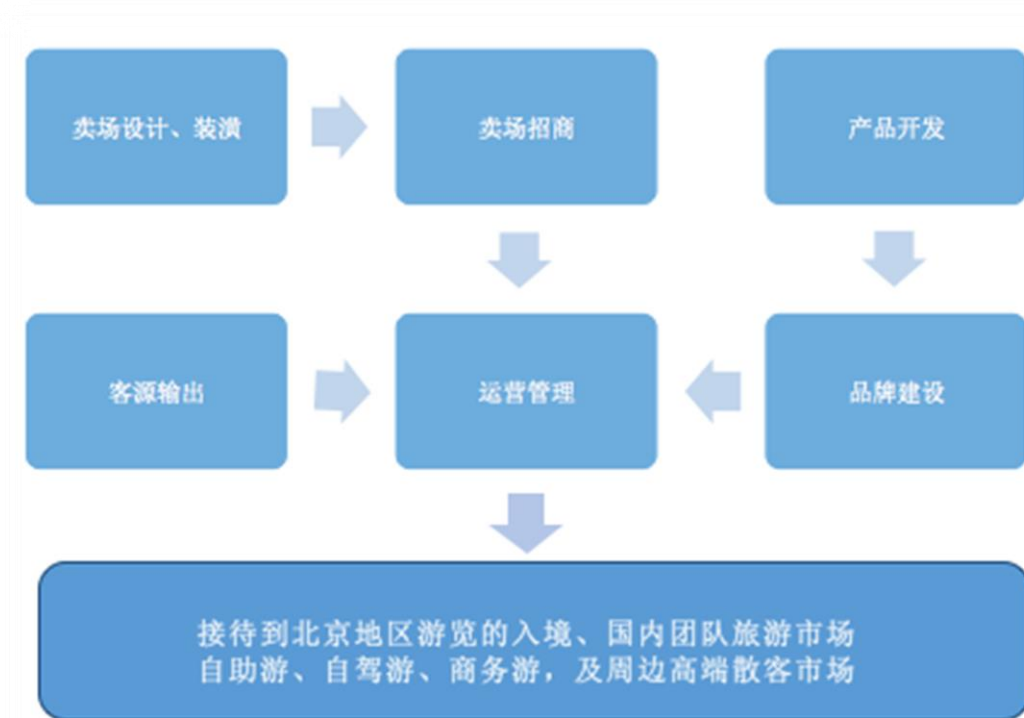 卖场设计、装潢
卖场招商
产品开发
客源输出
运营管理
品牌建设
接待到北京地区游览的入境、国内团队旅游市场
自助游、自驾游、商务游，及周边高端散客市场